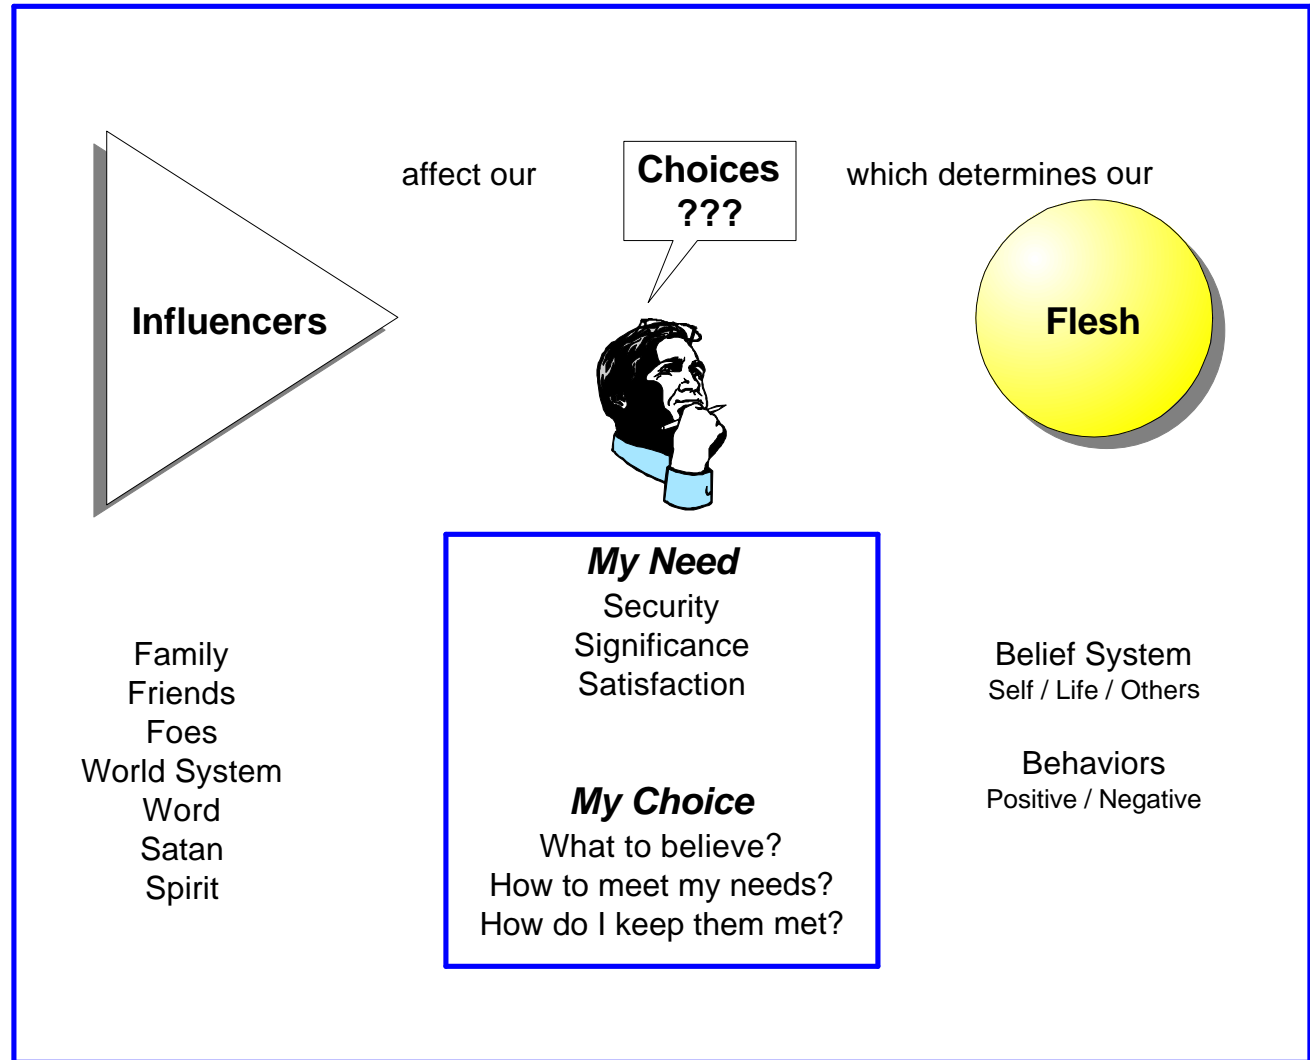 affect our
Choices
???
which determines our
Influencers
Flesh
My Need
Security
Significance
Satisfaction
My Choice
What to believe?
How to meet my needs?
How do I keep them met?
Family
Friends
Foes
World System
Word
Satan
Spirit
Belief System
Self / Life / Others
Behaviors
Positive / Negative